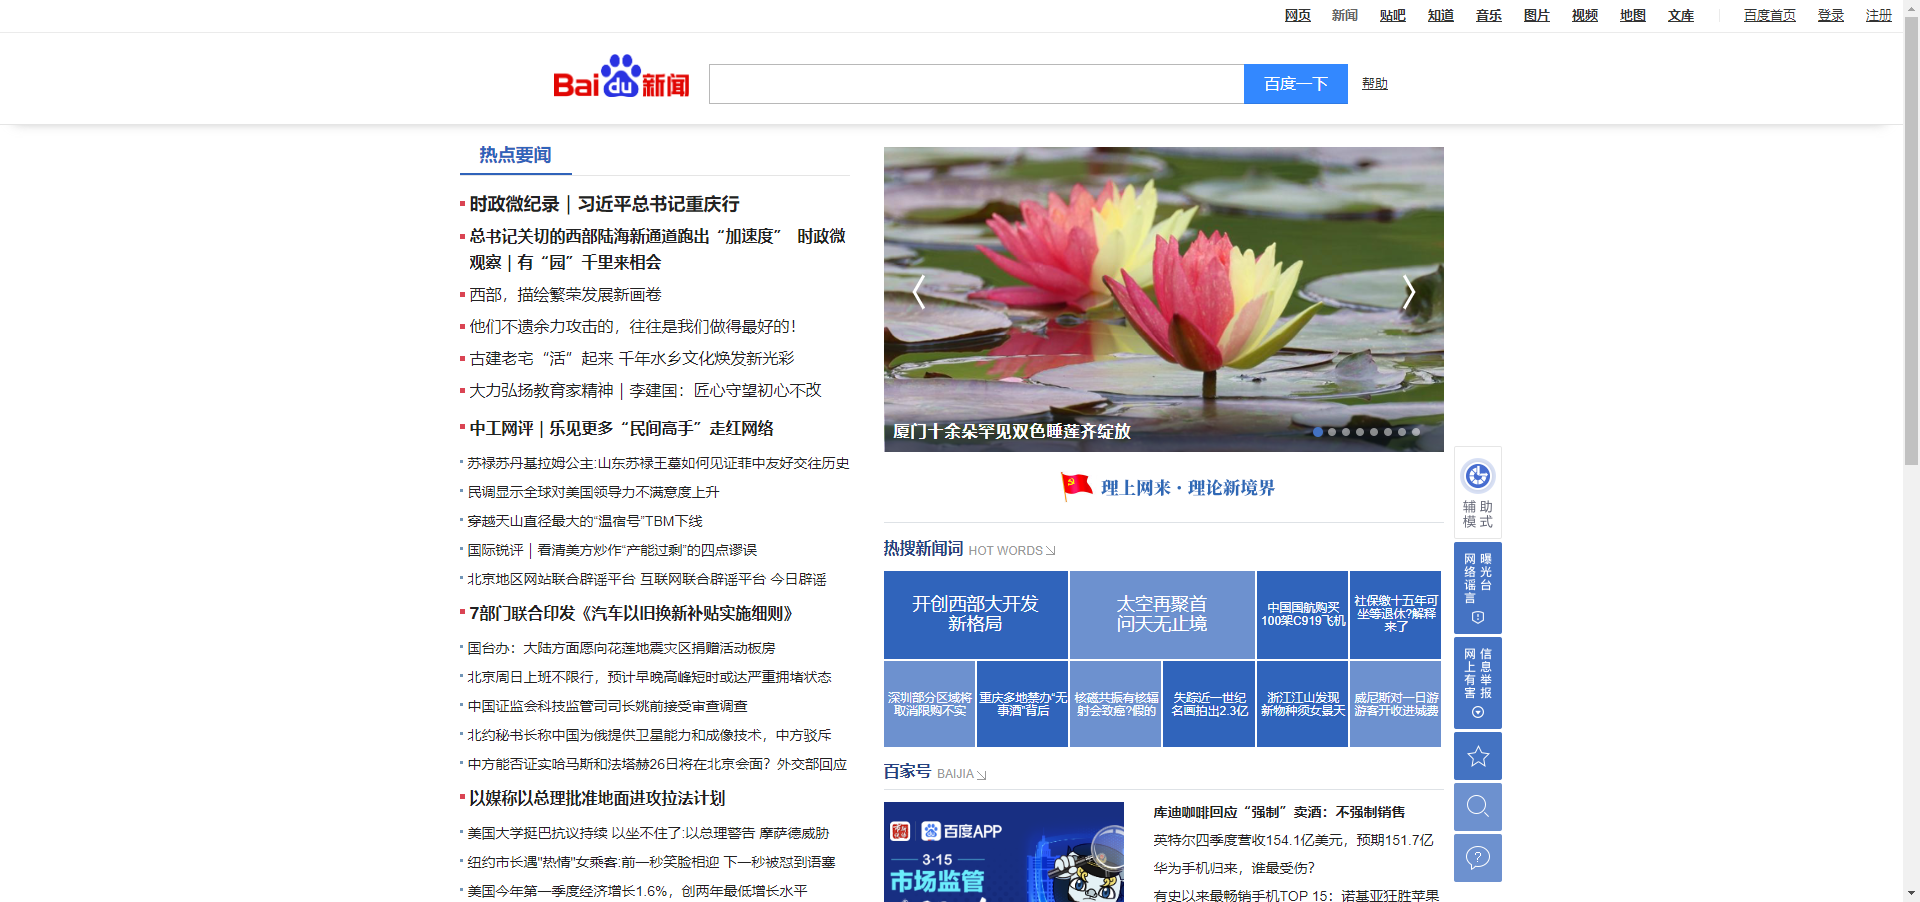 网页 新闻 贴吧 知道 音乐 图片 视频 地图 文库 百度首页 登录 注册
Bai du 新闻
百度一下 帮助
热点要闻
时政微纪录｜习近平总书记重庆行
总书记关切的西部陆海新通道跑出“加速度” 时政微
观察 | 有“园”千里来相会
西部，描绘繁荣发展新画卷
他们不遗余力攻击的，往往是我们做得最好的！
古建老宅“活”起来 千年水乡文化焕发新光彩
大力弘扬教育家精神｜李建国：匠心守望初心不改
中工网评 | 乐见更多“民间高手”走红网络
苏禄苏丹基拉姆公主:山东苏禄王墓如何见证菲中友好交往历史
民调显示全球对美国领导力不满意度上升
穿越天山直径最大的“温宿号”TBM下线
国际锐评｜看清美方炒作“产能过剩”的四点谬误
北京地区网站联合辟谣平台 互联网联合辟谣平台 今日辟谣
7部门联合印发《汽车以旧换新补贴实施细则》
国台办：大陆方面愿向花莲地震灾区捐赠活动板房
北京周日上班不限行，预计早晚高峰短时或达严重拥堵状态
中国证监会科技监管司司长姚前接受审查调查
北约秘书长称中国为俄提供卫星能力和成像技术，中方驳斥
中方能否证实哈马斯和法塔赫26日将在北京会面？外交部回应
以媒称以总理批准地面进攻拉法计划
美国大学挺巴抗议持续 以坐不住了:以总理警告 摩萨德威胁
纽约市长遇"热情"女乘客:前一秒笑脸相迎 下一秒被怼到语塞
美国今年第一季度经济增长1.6%，创两年最低增长水平
厦门十余朵罕见双色睡莲齐绽放
理上网来·理论新境界
热搜新闻词 HOT WORDS
开创西部大开发
新格局
太空再聚首
问天无止境
中国国航购买
100架C919飞机
社保缴十五年可
坐等退休?解释
来了
深圳部分区域将
取消限购不实
重庆多地禁办“无
事酒”背后
核磁共振有核辐
射会致癌?假的
失踪近一世纪
名画拍出2.3亿
浙江江山发现
新物种须女景天
威尼斯对一日游
游客开收进城费
百家号 BAIJIA
百度APP
3·15
市场监管
库迪咖啡回应“强制”卖酒：不强制销售
英特尔四季度营收154.1亿美元，预期151.7亿
华为手机归来，谁最受伤？
有史以来最畅销手机TOP 15：诺基亚狂胜苹果
辅助
模式
网络谣言
曝光台
网上有害
信息举报